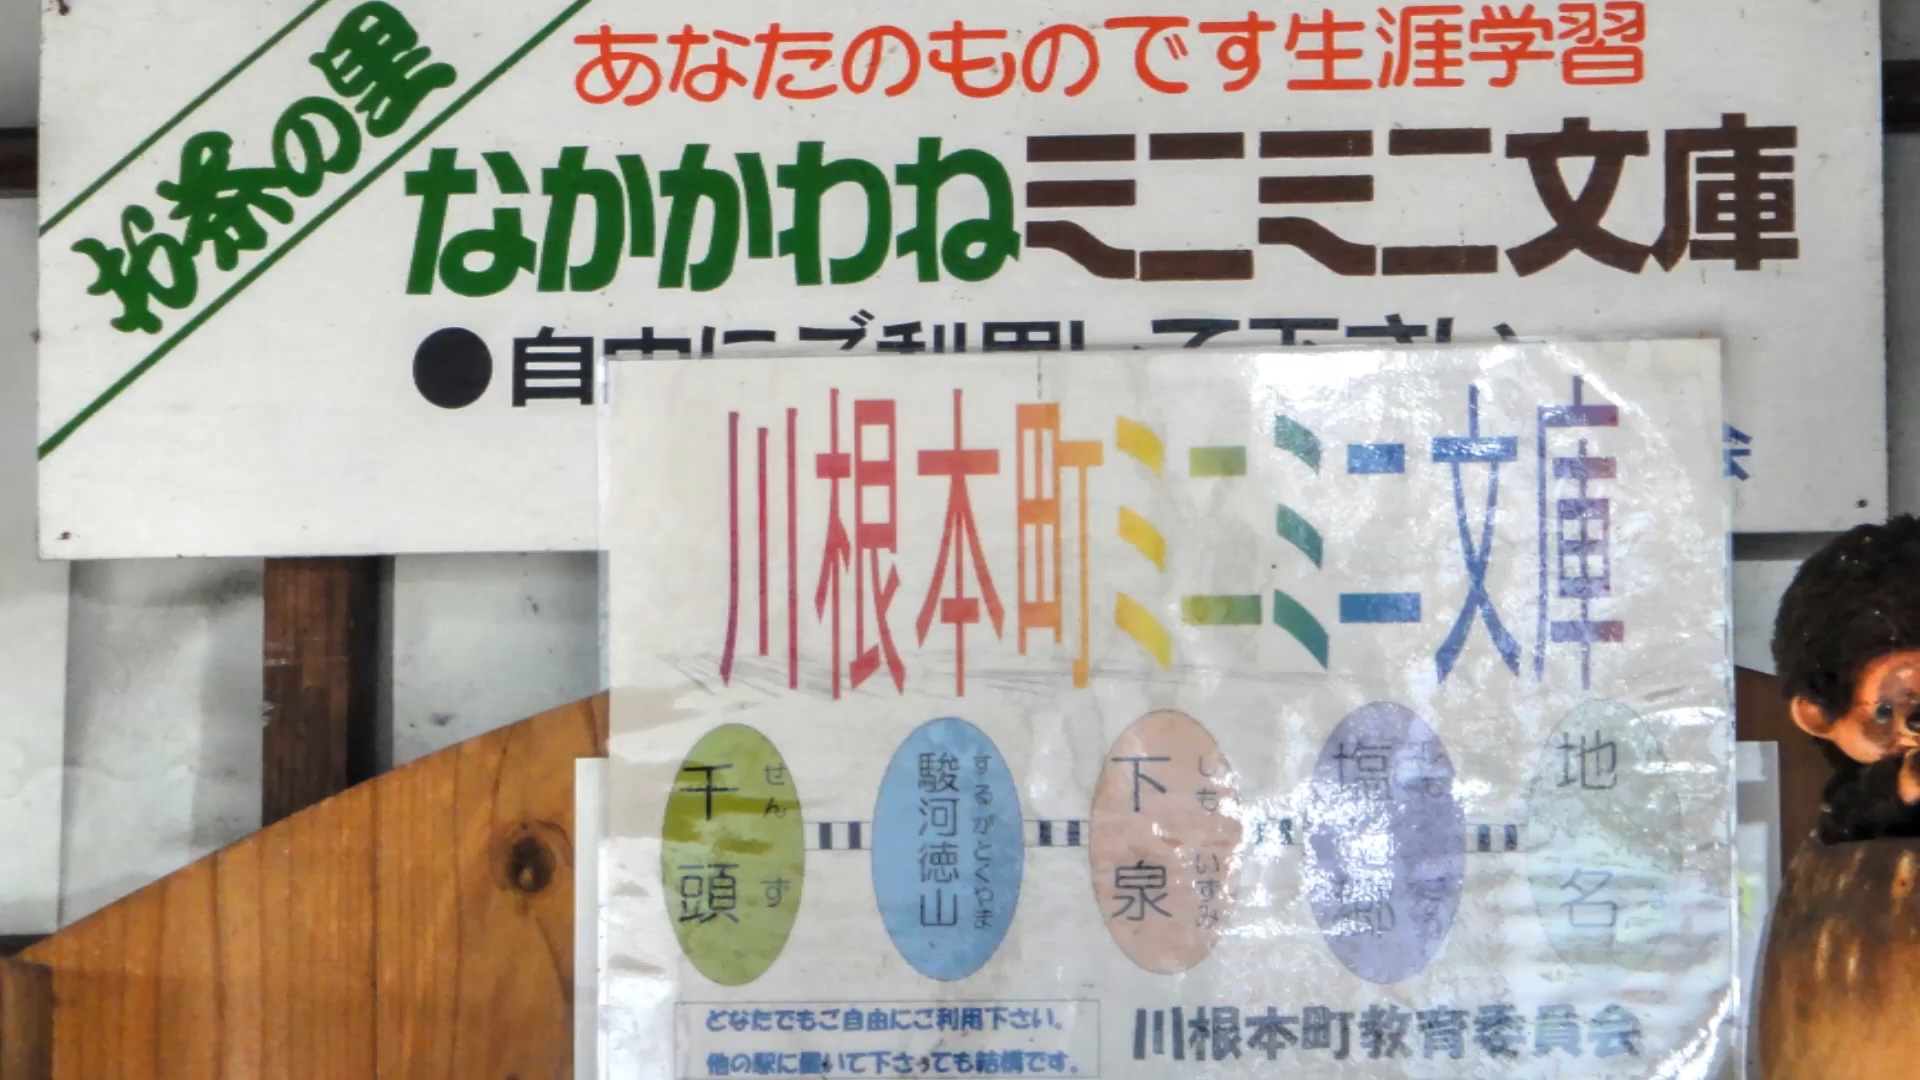 お茶の里
あなたのものです生涯学習
なかかわねミニミニ文庫
●自由にご利用して下さい
川根本町ミニミニ文庫
千頭 せんず
駿河徳山 するがとくやま
下泉 しもいずみ
塩郷
地名
どなたでもご自由にご利用下さい。
他の駅に置いて下さっても結構です。
川根本町教育委員会